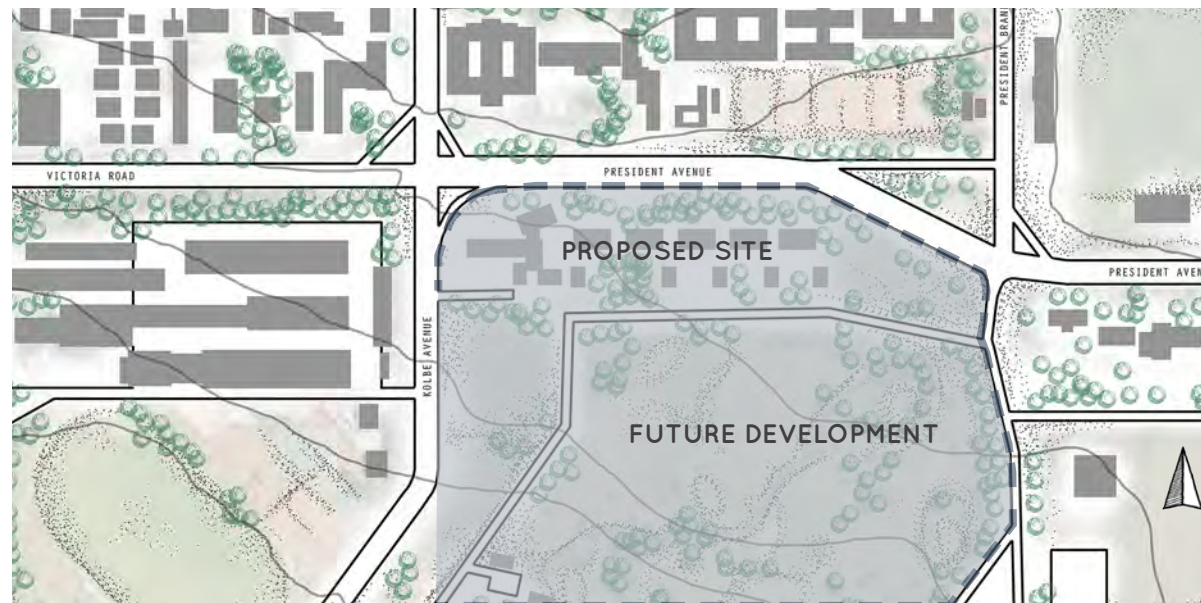 PRESIDENT BRAN
VICTORIA ROAD
PRESIDENT AVENUE
PROPOSED SITE
PRESIDENT AVEN
KOLBE AVENUE
FUTURE DEVELOPMENT